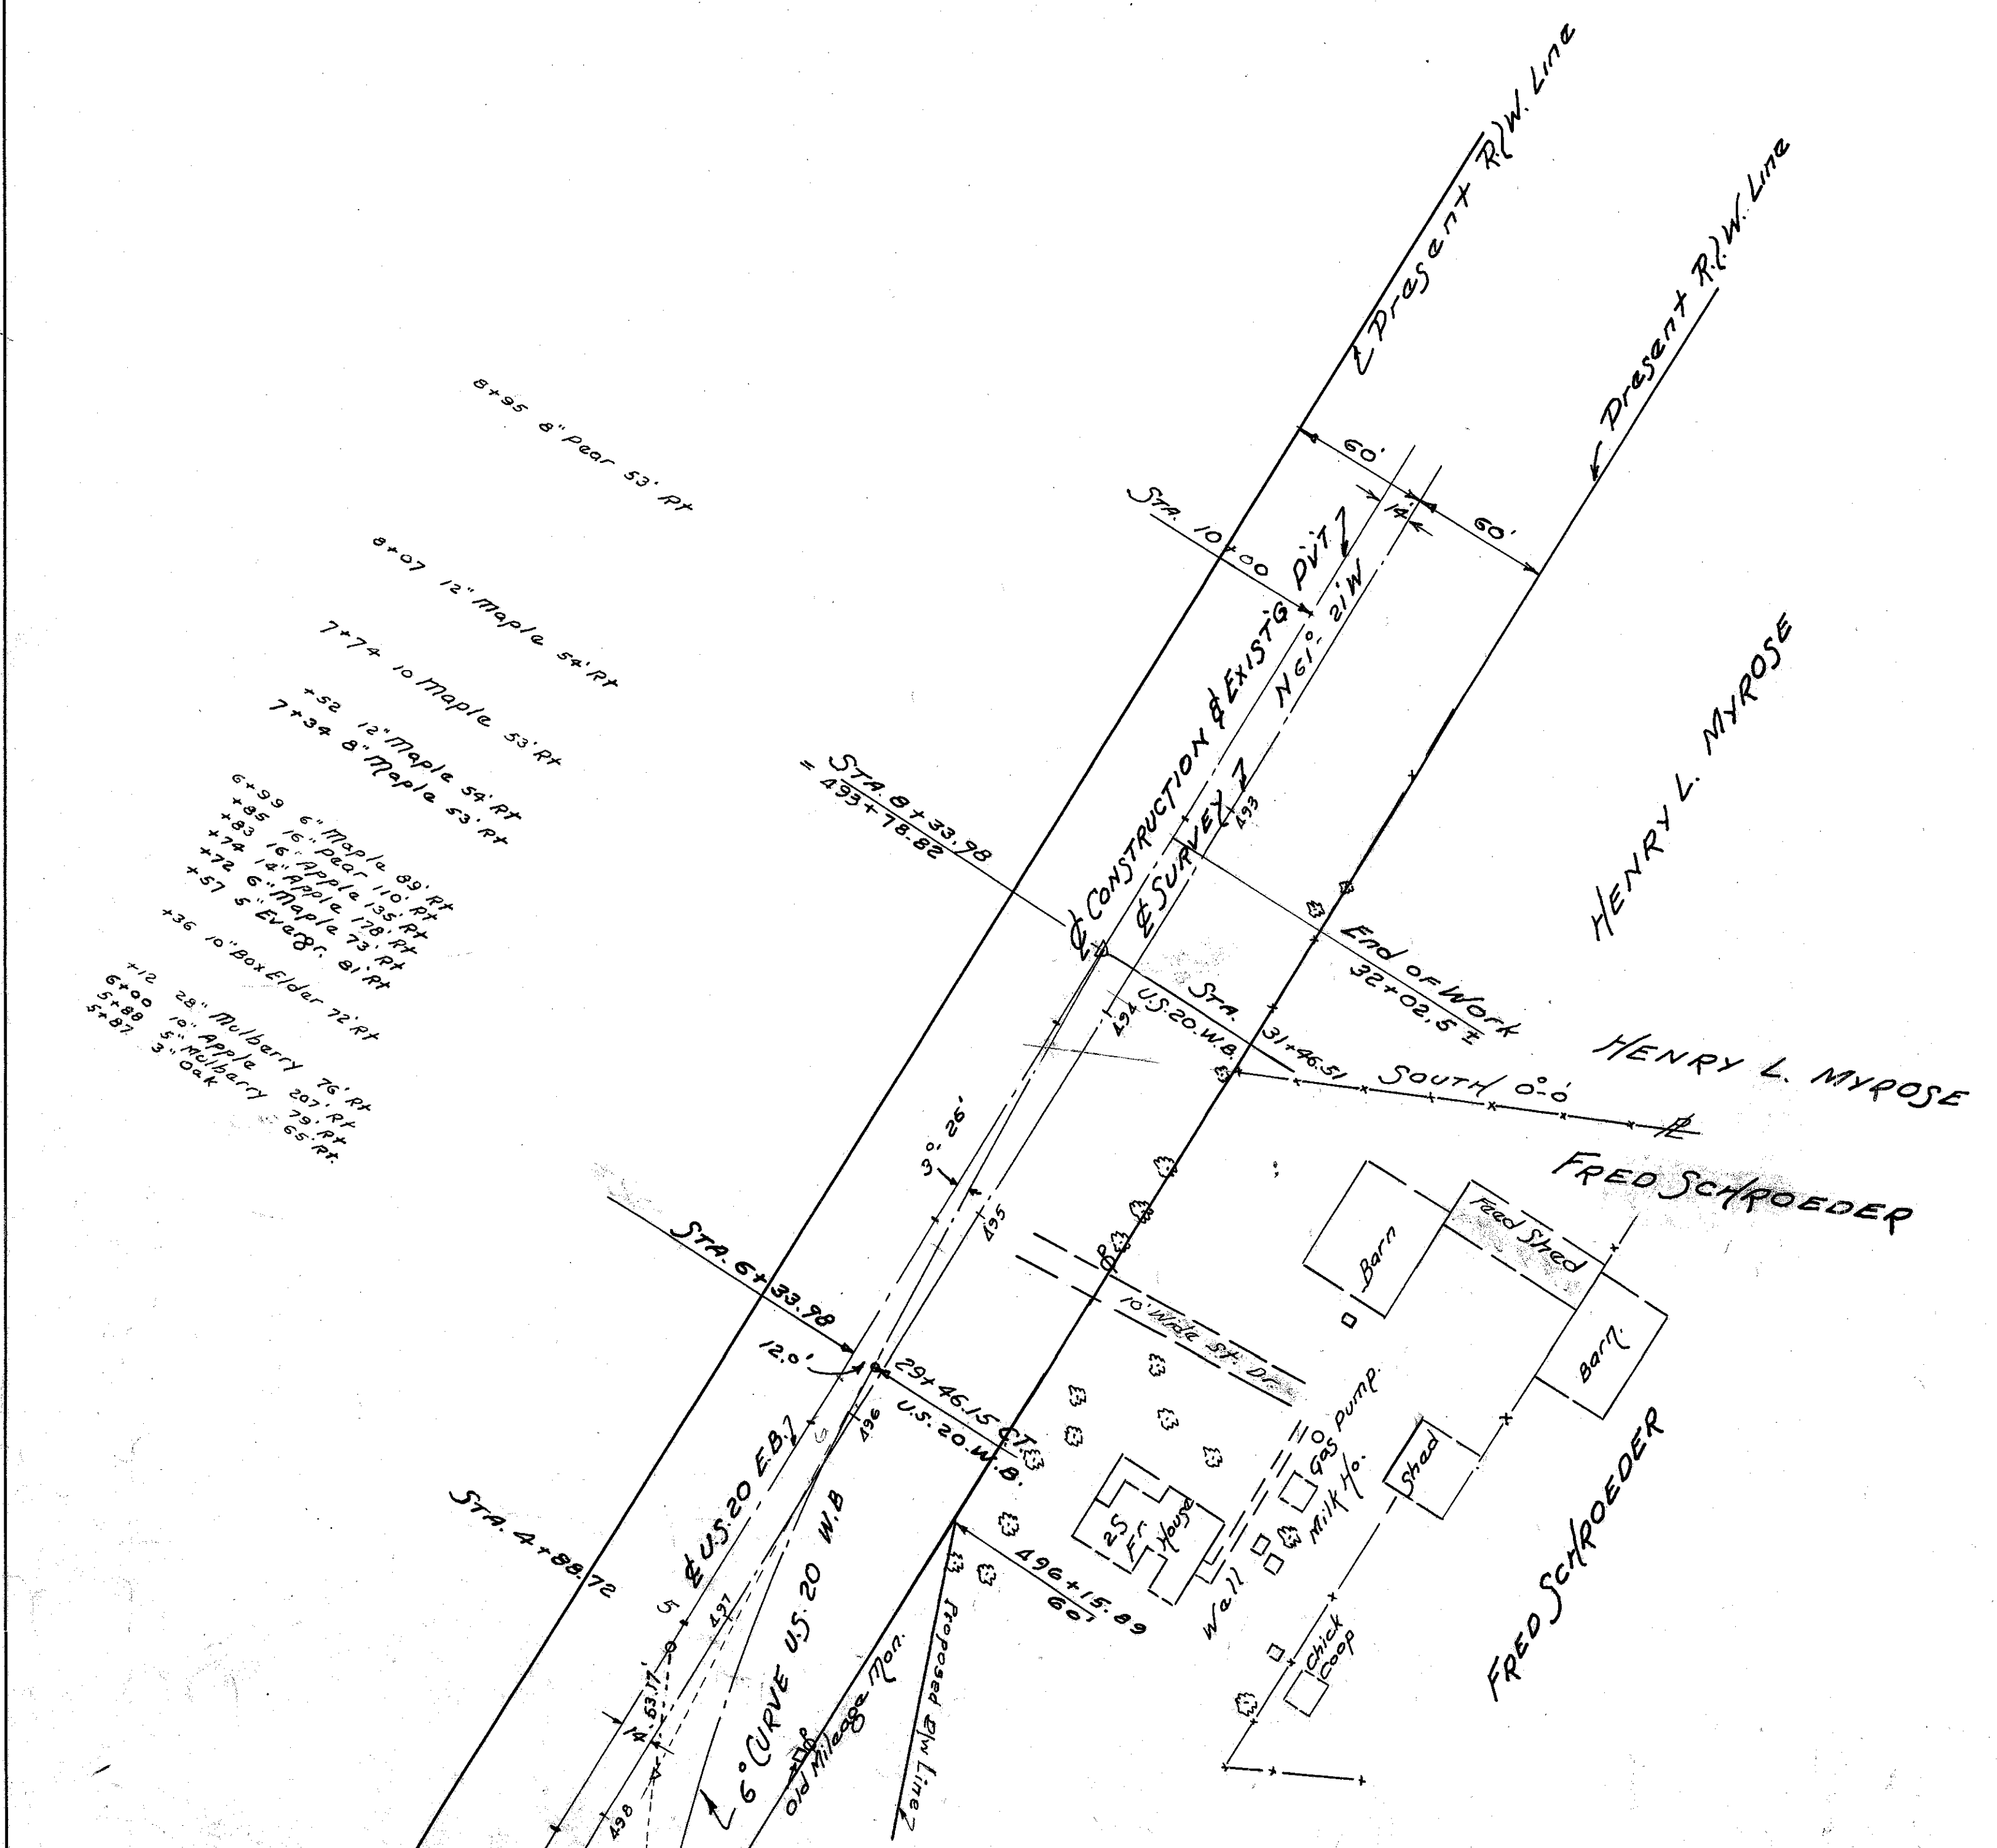 Present R.|W. Line
Present R.|W. Line
60'
14'
60'
STA. 10+00
℄ CONSTRUCTION & EXIST'G PV'T
N 61° 21' W
℄ SURVEY
493
HENRY L. MYROSE
8+95 8" Pear 53' Rt
8+07 12" Maple 54' Rt
7+74 10 Maple 53' Rt
+52 12" Maple 54' Rt
7+34 8" Maple 53' Rt
6+99 6" Maple 89' Rt
+85 16" Pear 110' Rt
+83 16" Apple 135' Rt
+74 14" Apple 178' Rt
+72 6" Maple 73' Rt
+57 5" Evergr. 81' Rt
+36 10" Box Elder 72' Rt
+12 28" Mulberry 76' Rt
6+00 10" Apple 207' Rt
5+88 5" Mulberry 79' Rt
5+87 3" Oak 65' Rt.
STA. 8+33.98
= 493+78.82
End of Work
32+02.5 ±
STA. 31+46.51
U.S. 20. W.B.
494
SOUTH 0°-0'
HENRY L. MYROSE
℄
FRED SCHROEDER
3° 26'
495
STA. 6+33.98
12.0'
29+46.15 C.T.
U.S. 20. W.B.
496
10' Wide St. Dr.
Barn
Feed Shed
Barn.
Gas Pump.
Milk Ho.
Shed
2S
Fr.
House
Well
Chick
Coop
FRED SCHROEDER
STA. 4+88.72
℄ U.S. 20 E.B.
5
497
496+15.89
60'
63.17'
14'
6° CURVE U.S. 20 W.B
Old Mileage Mon.
Proposed R/W Line
498